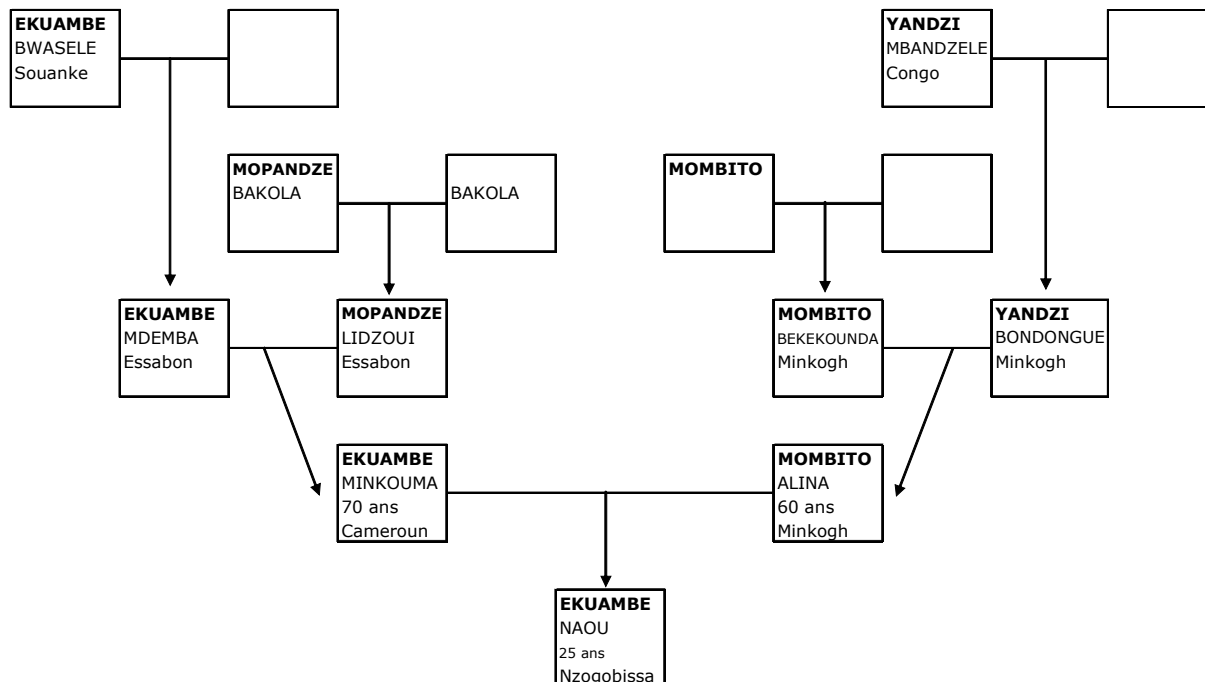 EKUAMBE
BWASELE
Souanke
YANDZI
MBANDZELE
Congo
MOPANDZE
BAKOLA
BAKOLA
MOMBITO
EKUAMBE
MDEMBA
Essabon
MOPANDZE
LIDZOUI
Essabon
MOMBITO
BEKEKOUNDA
Minkogh
YANDZI
BONDONGUE
Minkogh
EKUAMBE
MINKOUMA
70 ans
Cameroun
MOMBITO
ALINA
60 ans
Minkogh
EKUAMBE
NAOU
25 ans
Nzogobissa